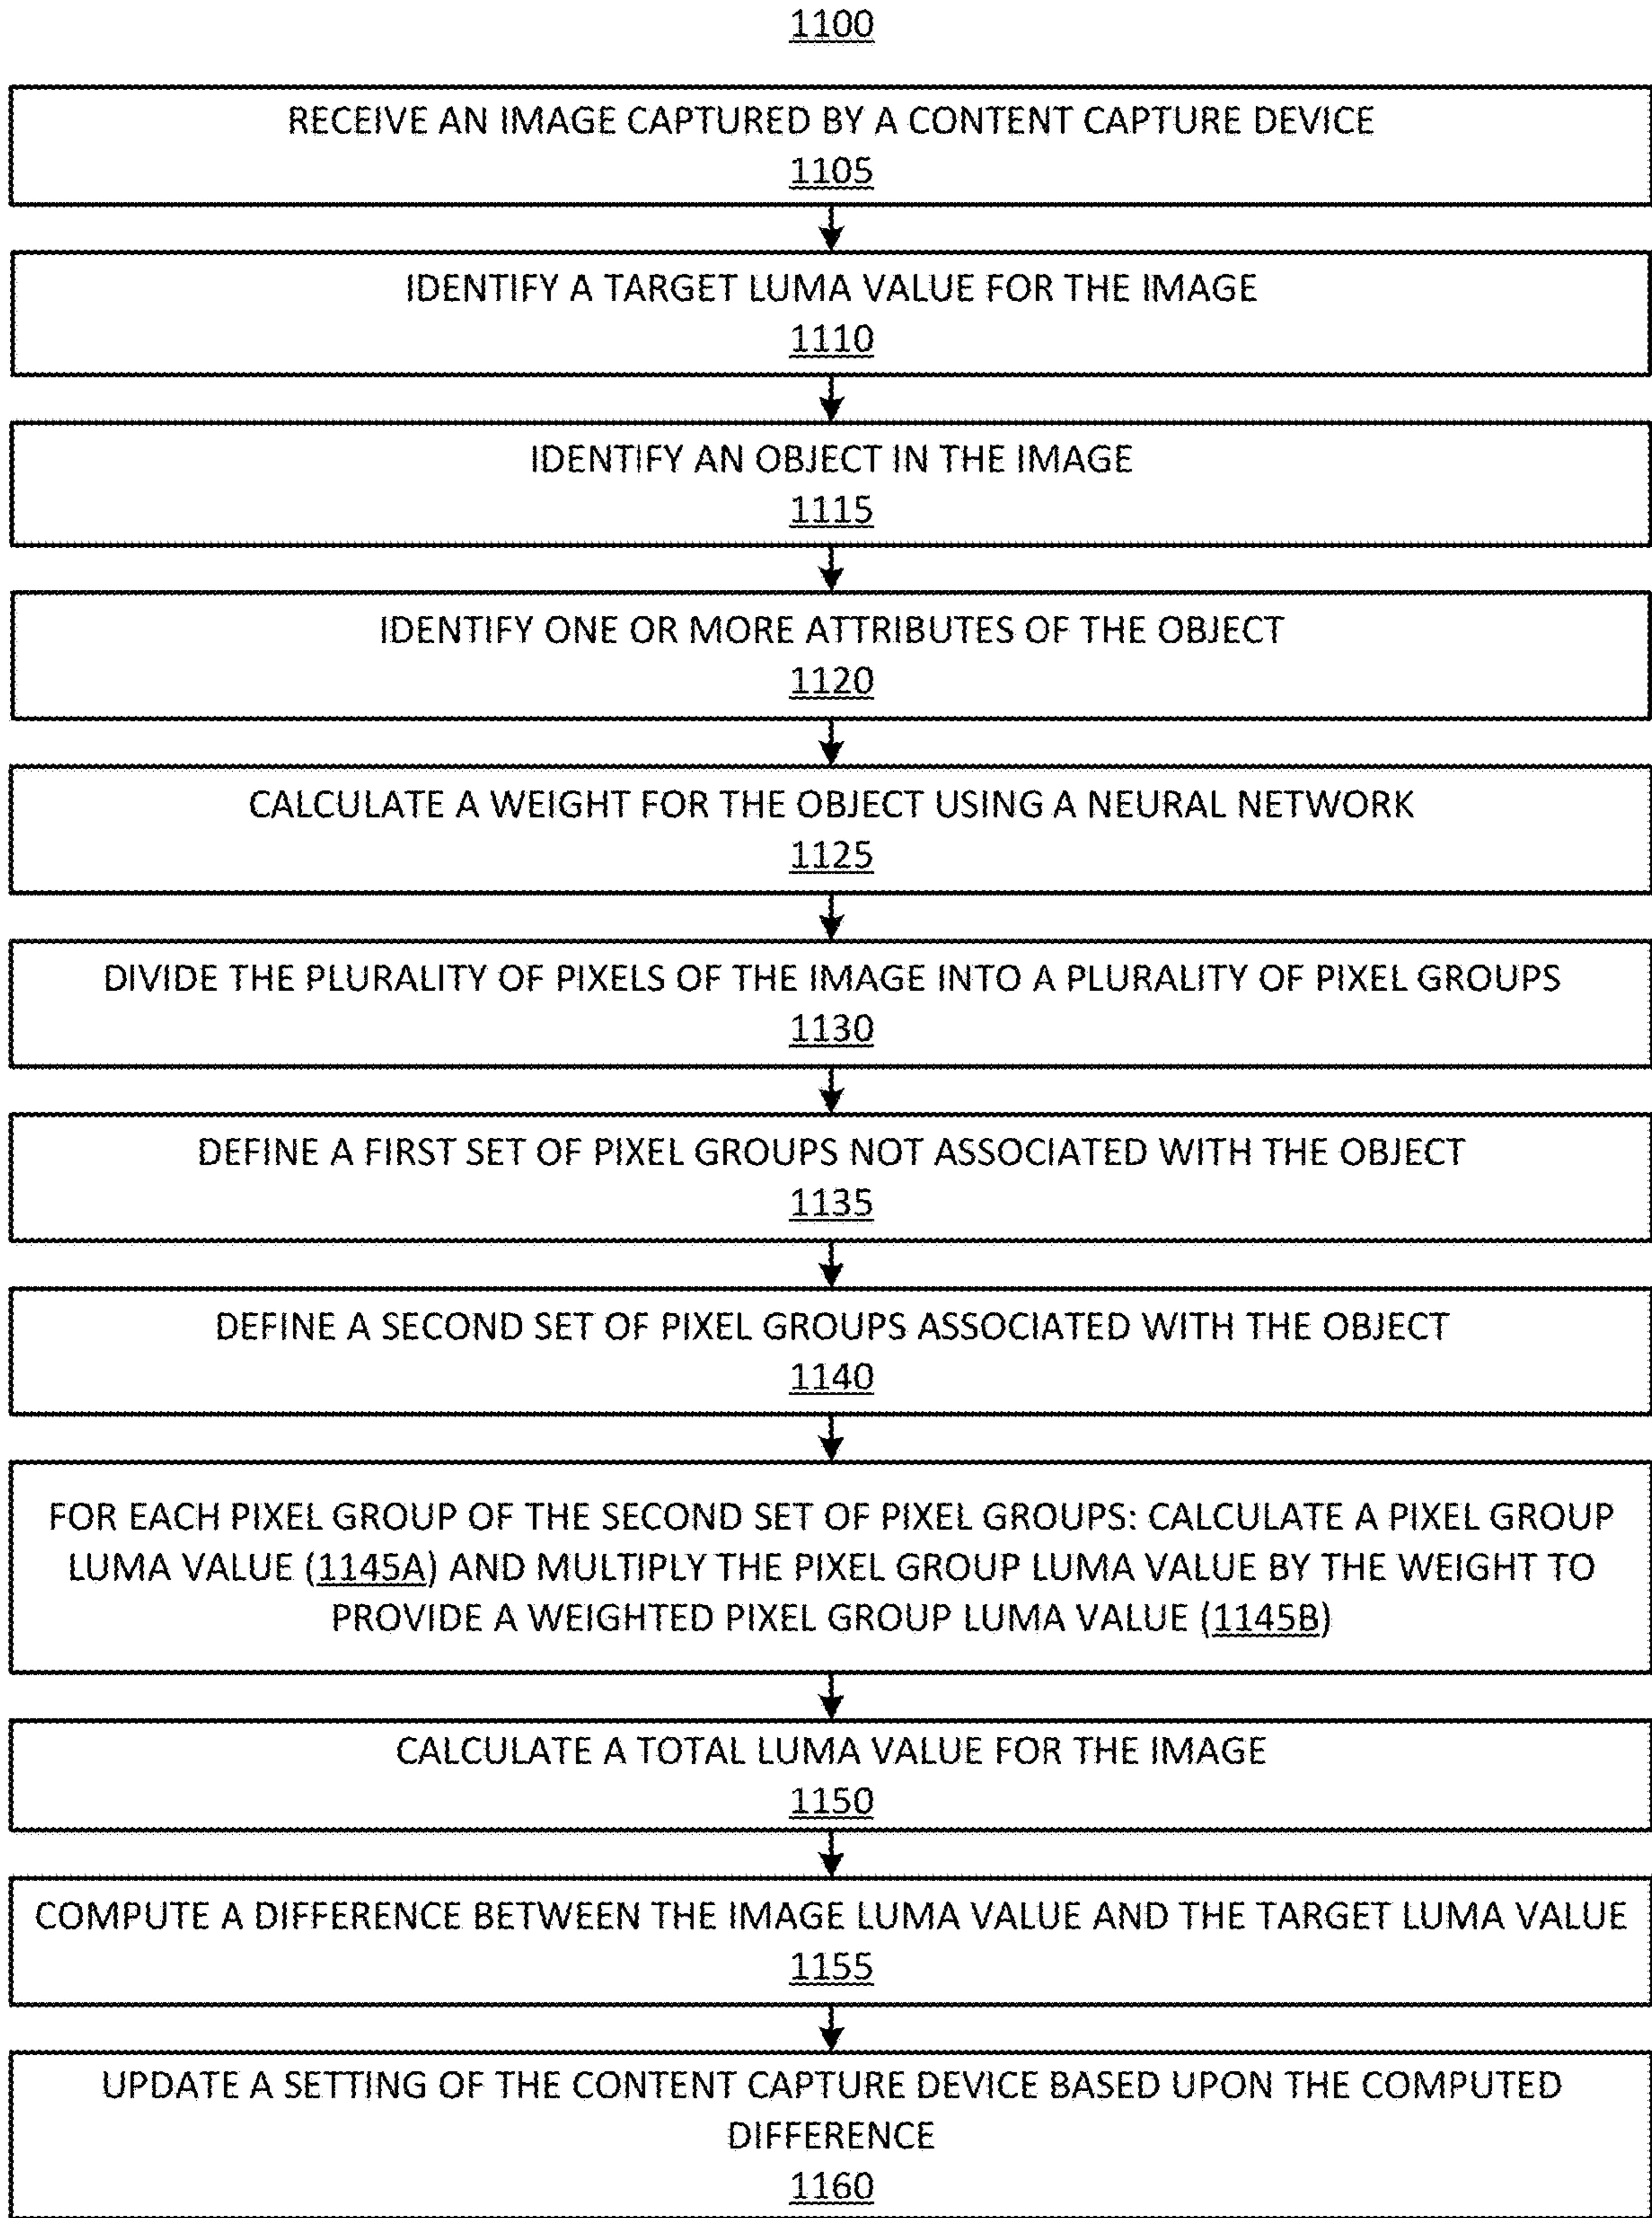 1100
RECEIVE AN IMAGE CAPTURED BY A CONTENT CAPTURE DEVICE
1105
IDENTIFY A TARGET LUMA VALUE FOR THE IMAGE
1110
IDENTIFY AN OBJECT IN THE IMAGE
1115
IDENTIFY ONE OR MORE ATTRIBUTES OF THE OBJECT
1120
CALCULATE A WEIGHT FOR THE OBJECT USING A NEURAL NETWORK
1125
DIVIDE THE PLURALITY OF PIXELS OF THE IMAGE INTO A PLURALITY OF PIXEL GROUPS
1130
DEFINE A FIRST SET OF PIXEL GROUPS NOT ASSOCIATED WITH THE OBJECT
1135
DEFINE A SECOND SET OF PIXEL GROUPS ASSOCIATED WITH THE OBJECT
1140
FOR EACH PIXEL GROUP OF THE SECOND SET OF PIXEL GROUPS: CALCULATE A PIXEL GROUP
LUMA VALUE (1145A) AND MULTIPLY THE PIXEL GROUP LUMA VALUE BY THE WEIGHT TO
PROVIDE A WEIGHTED PIXEL GROUP LUMA VALUE (1145B)
CALCULATE A TOTAL LUMA VALUE FOR THE IMAGE
1150
COMPUTE A DIFFERENCE BETWEEN THE IMAGE LUMA VALUE AND THE TARGET LUMA VALUE
1155
UPDATE A SETTING OF THE CONTENT CAPTURE DEVICE BASED UPON THE COMPUTED
DIFFERENCE
1160